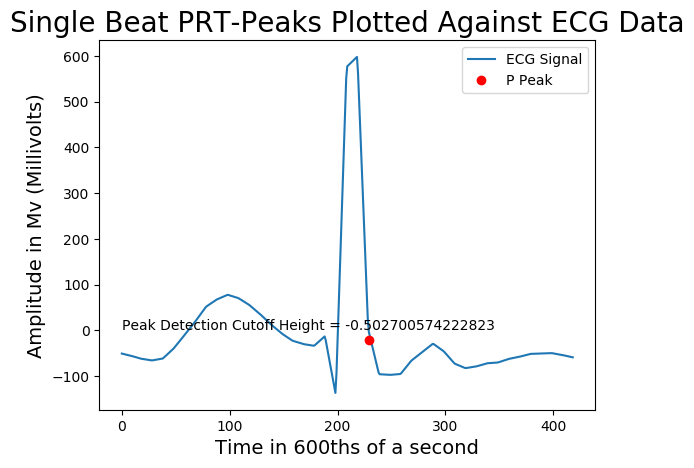 Single Beat PRT-Peaks Plotted Against ECG Data
ECG Signal
P Peak
600
500
400
300
200
100
0
−100
Amplitude in Mv (Millivolts)
Peak Detection Cutoff Height = -0.502700574222823
0
100
200
300
400
Time in 600ths of a second